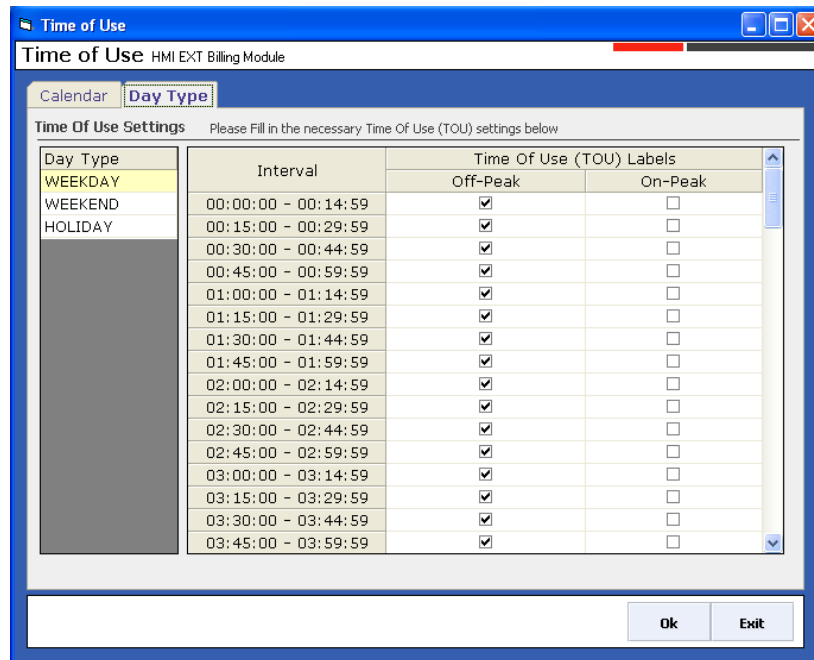 Time of Use
Time of Use HMI EXT Billing Module
Calendar Day Type
Time Of Use Settings Please Fill in the necessary Time Of Use (TOU) settings below
Day Type
WEEKDAY
WEEKEND
HOLIDAY
Interval
Time Of Use (TOU) Labels
Off-Peak On-Peak
00:00:00 - 00:14:59
00:15:00 - 00:29:59
00:30:00 - 00:44:59
00:45:00 - 00:59:59
01:00:00 - 01:14:59
01:15:00 - 01:29:59
01:30:00 - 01:44:59
01:45:00 - 01:59:59
02:00:00 - 02:14:59
02:15:00 - 02:29:59
02:30:00 - 02:44:59
02:45:00 - 02:59:59
03:00:00 - 03:14:59
03:15:00 - 03:29:59
03:30:00 - 03:44:59
03:45:00 - 03:59:59
Ok Exit